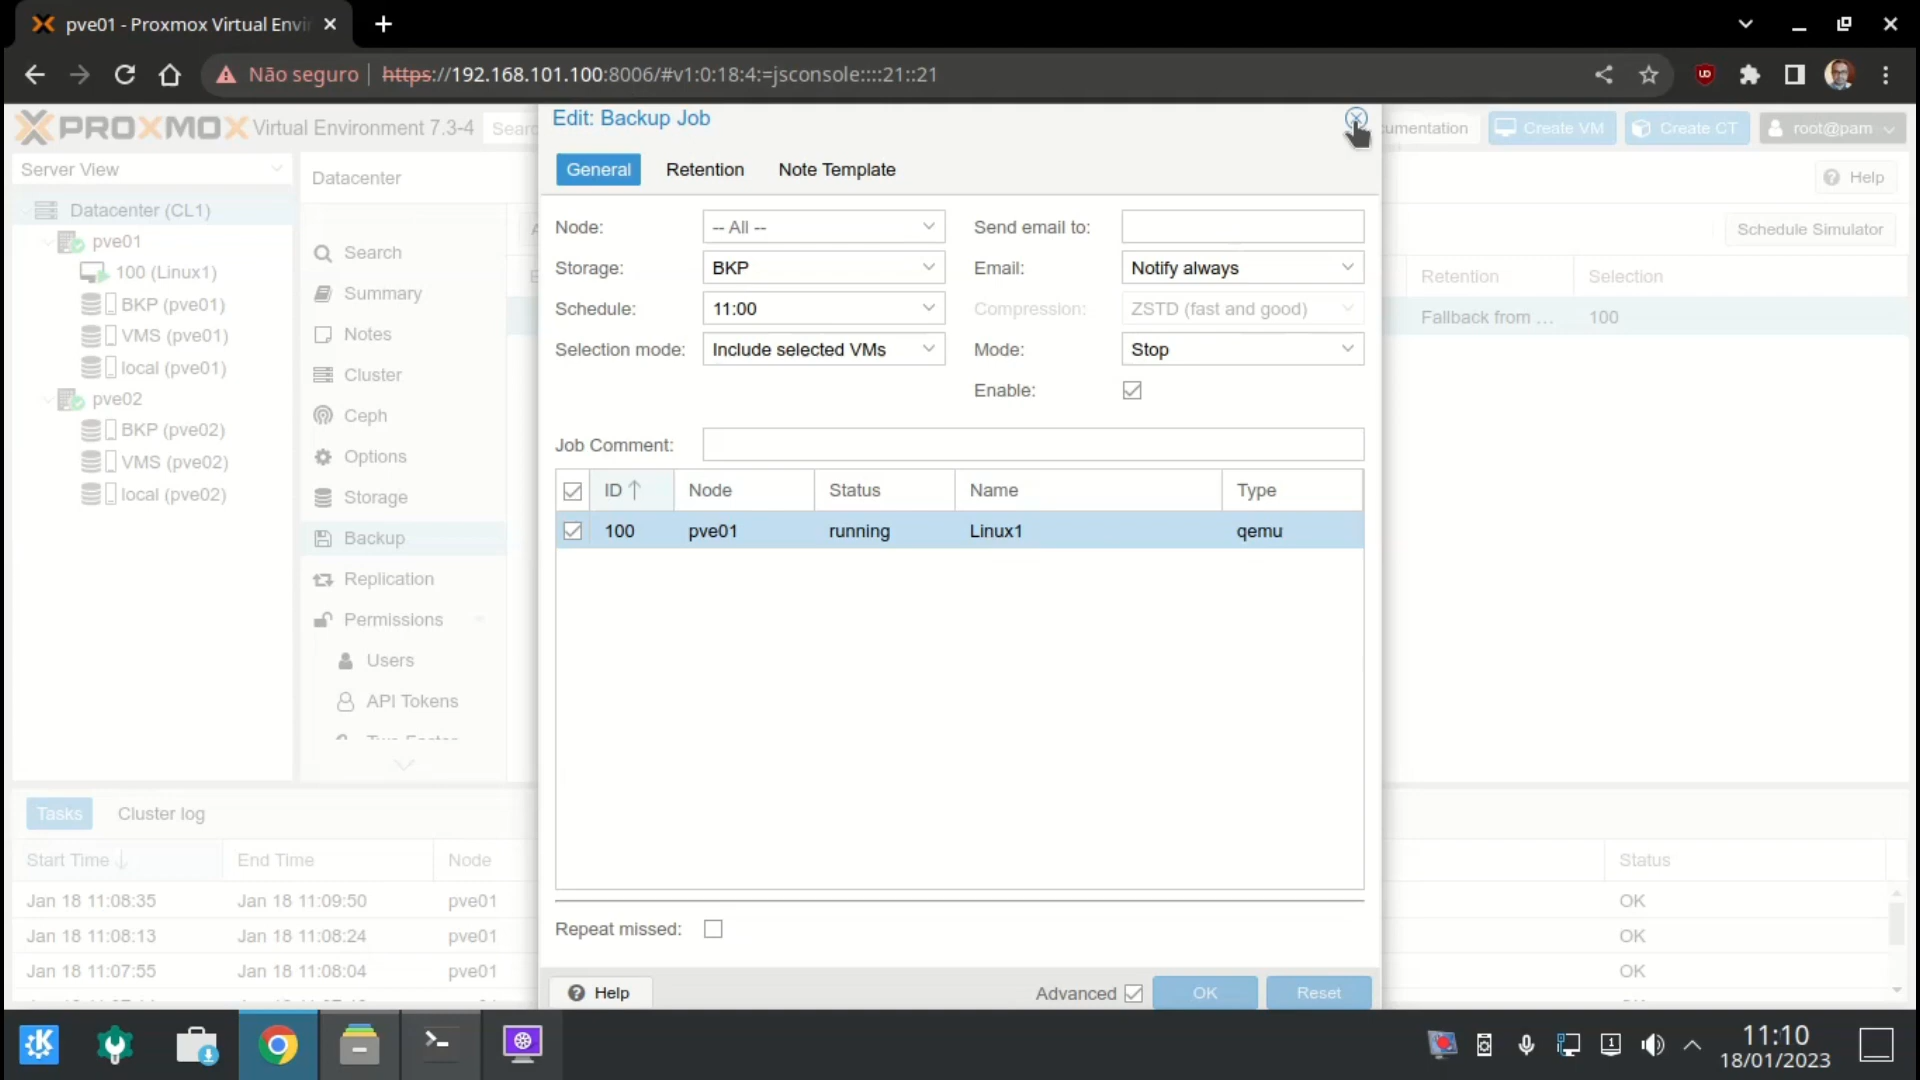 pve01 - Proxmox Virtual Envi
Não seguro
https://192.168.101.100:8006/#v1:0:18:4:=jsconsole::::21::21
PROXMOX Virtual Environment 7.3-4
Sear
Edit: Backup Job
cumentation
Create VM
Create CT
root@pam
Server View
Datacenter
Help
General
Retention
Note Template
Datacenter (CL1)
pve01
100 (Linux1)
BKP (pve01)
VMS (pve01)
local (pve01)
pve02
BKP (pve02)
VMS (pve02)
local (pve02)
Search
Summary
Notes
Cluster
Ceph
Options
Storage
Backup
Replication
Permissions
Users
API Tokens
Schedule Simulator
Retention
Selection
Fallback from ...
100
Node:
-- All --
Send email to:
Storage:
BKP
Email:
Notify always
Schedule:
11:00
Compression:
ZSTD (fast and good)
Selection mode:
Include selected VMs
Mode:
Stop
Enable:
Job Comment:
ID
Node
Status
Name
Type
100
pve01
running
Linux1
qemu
Repeat missed:
Help
Advanced
OK
Reset
Tasks
Cluster log
Start Time
End Time
Node
Status
Jan 18 11:08:35
Jan 18 11:09:50
pve01
OK
Jan 18 11:08:13
Jan 18 11:08:24
pve01
OK
Jan 18 11:07:55
Jan 18 11:08:04
pve01
OK
11:10
18/01/2023